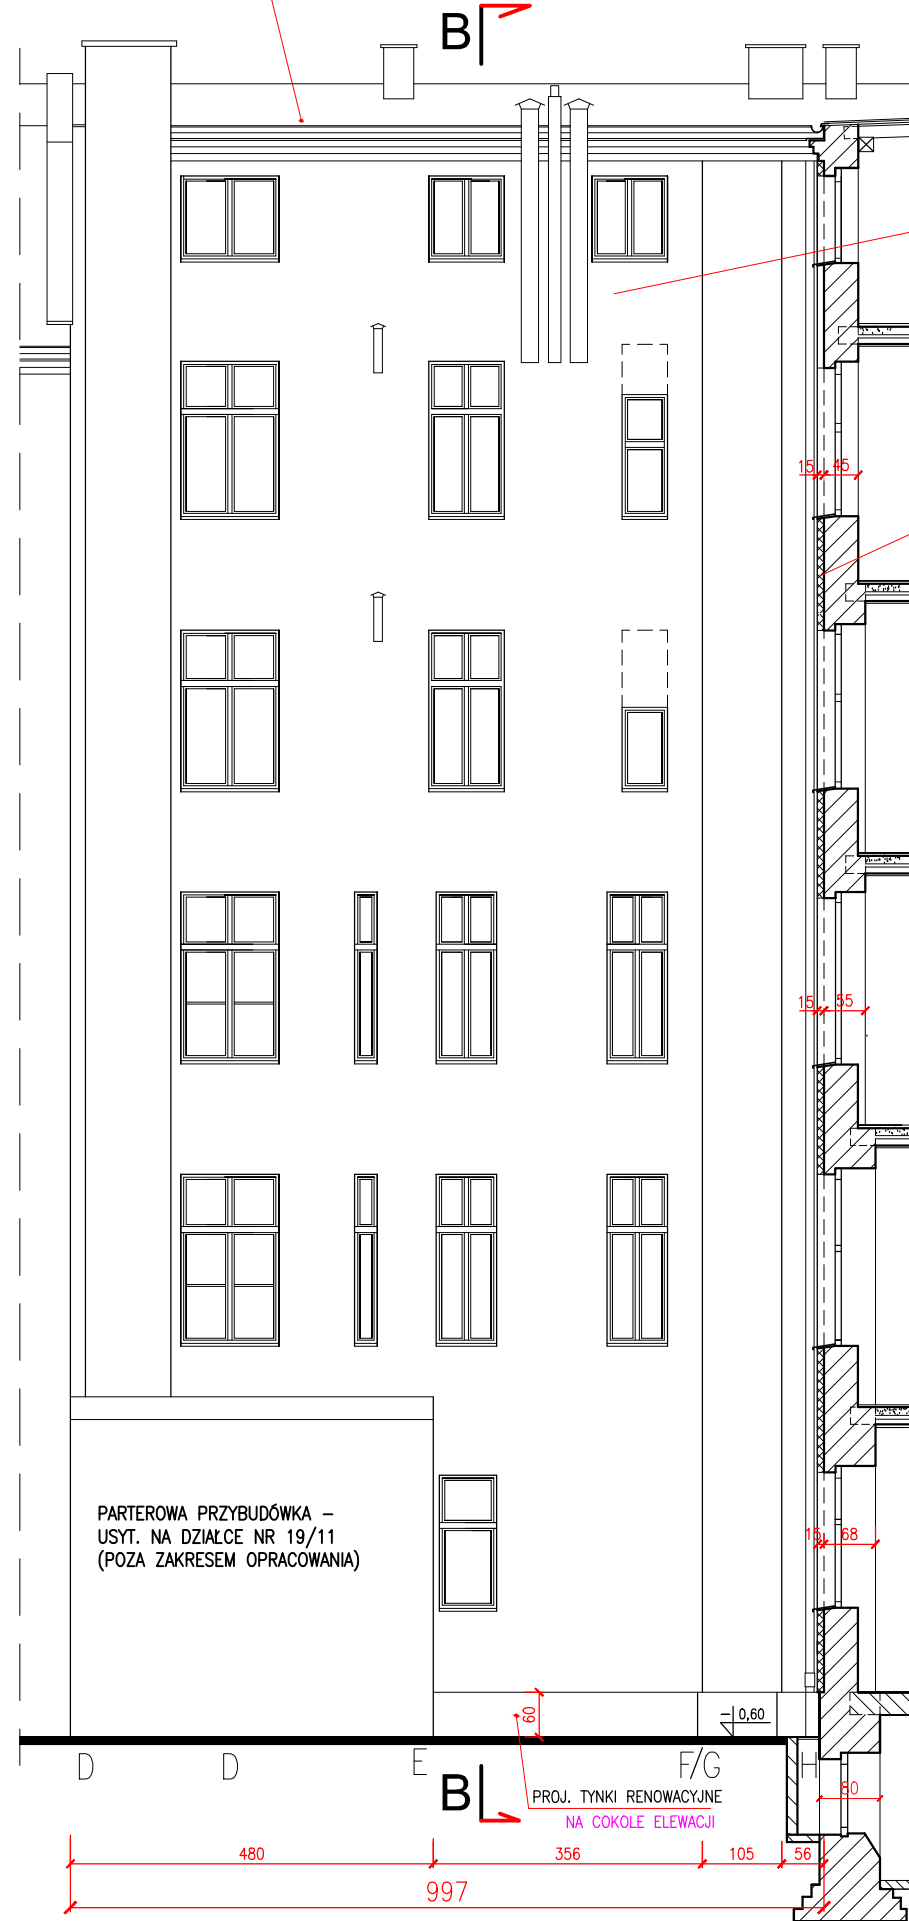 B
15
45
15
55
PARTEROWA PRZYBUDÓWKA –
USYT. NA DZIAŁCE NR 19/11
(POZA ZAKRESEM OPRACOWANIA)
15
68
60
– 0,60
D
D
E
F/G
H
B
PROJ. TYNKI RENOWACYJNE
NA COKOLE ELEWACJI
80
480
356
105
56
997